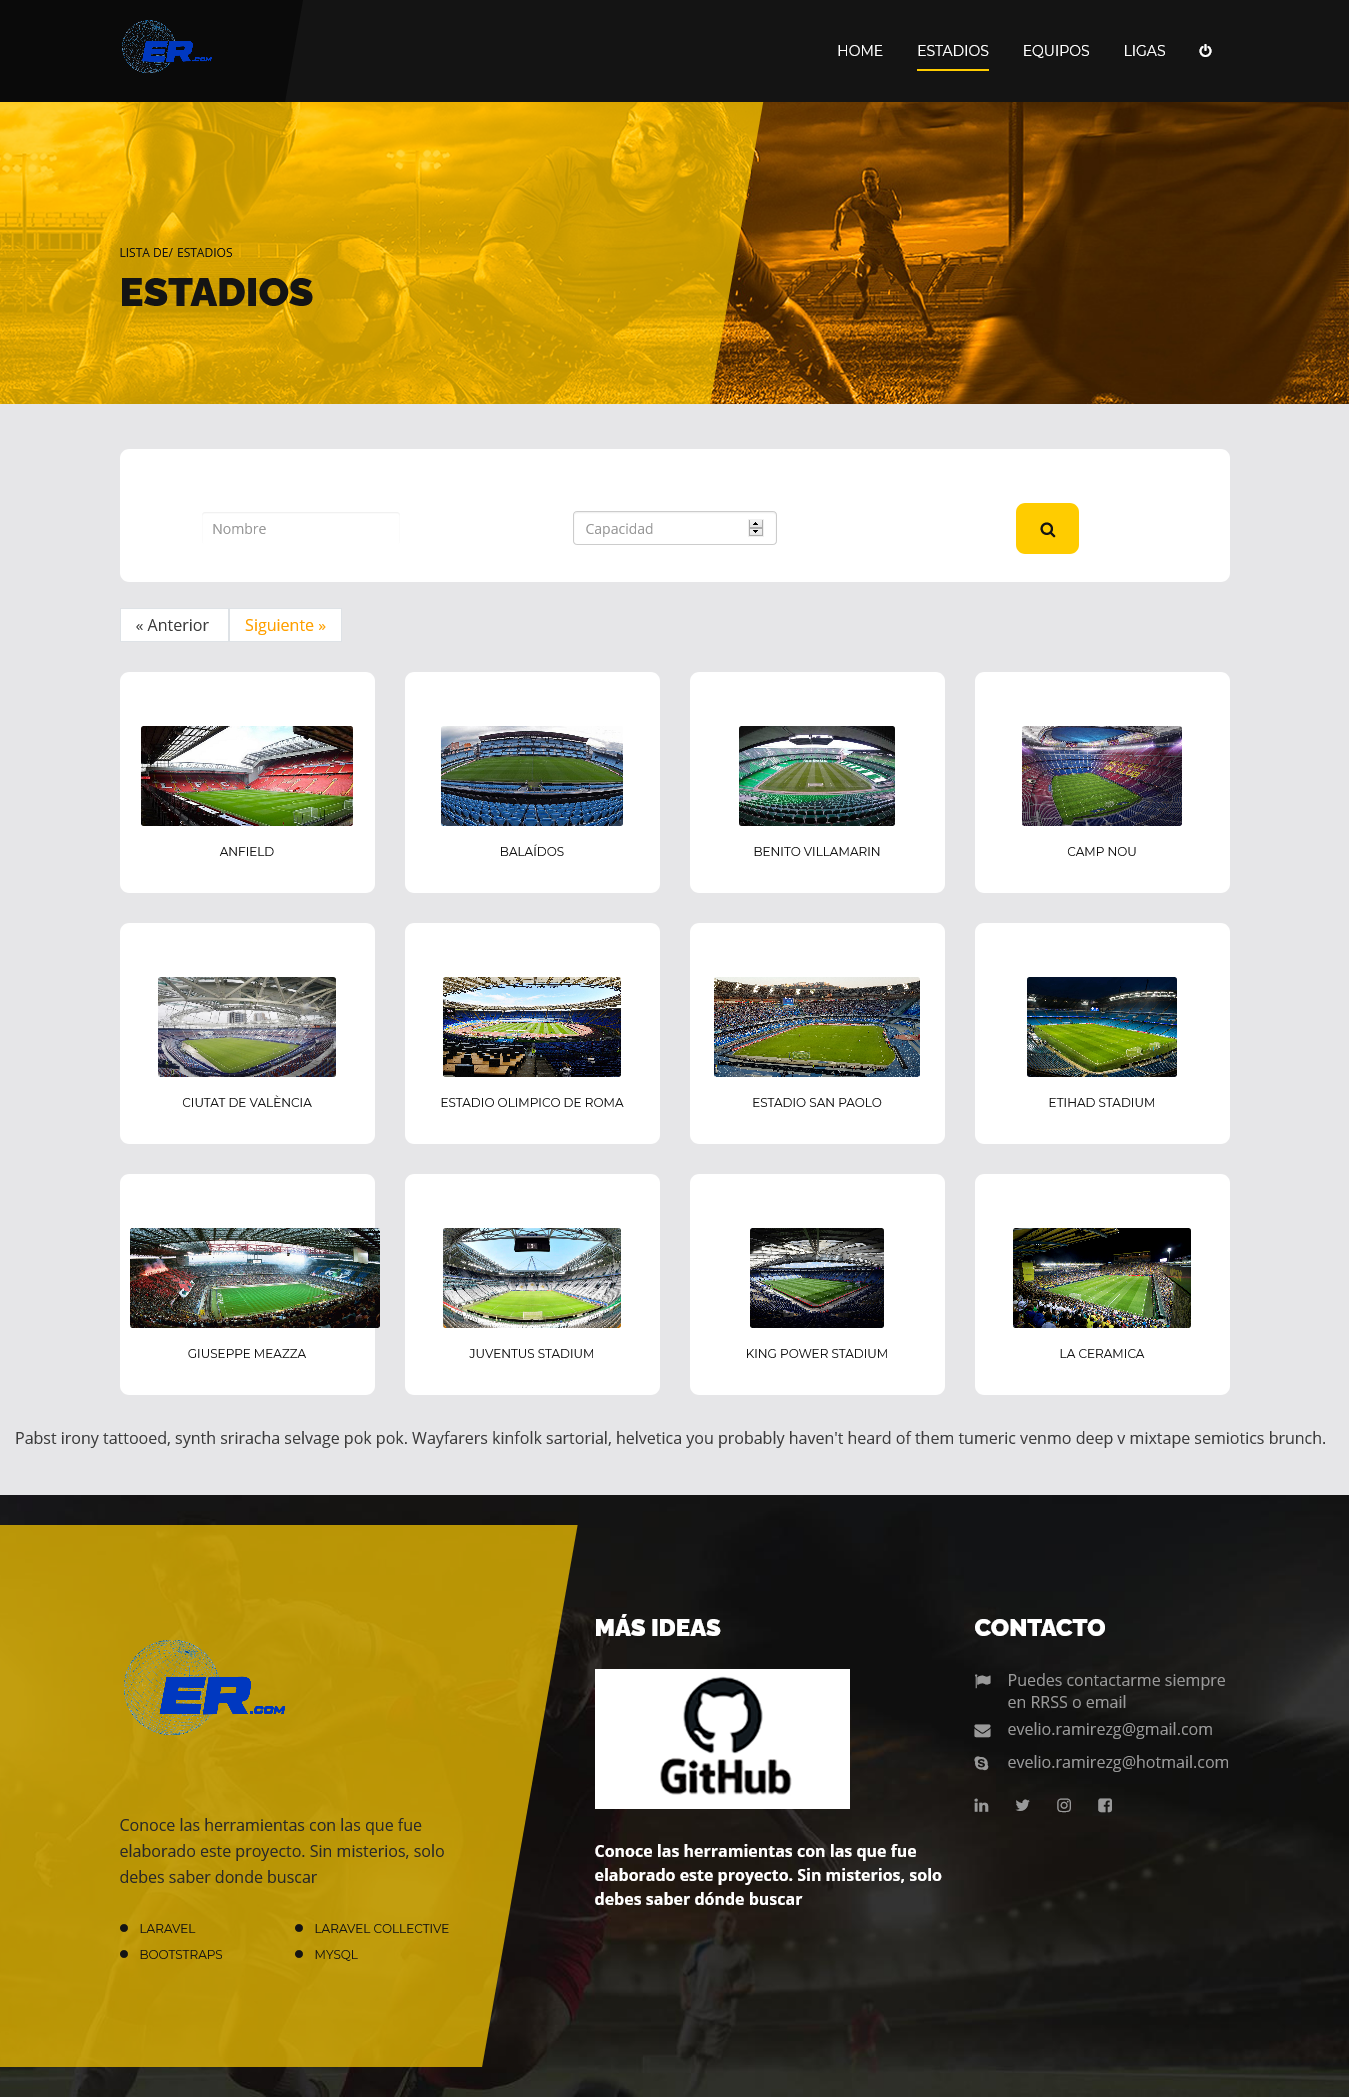 ER.COM
HOME
ESTADIOS
EQUIPOS
LIGAS
LISTA DE/ ESTADIOS
ESTADIOS
Nombre
Capacidad
« Anterior
Siguiente »
ANFIELD
BALAÍDOS
BENITO VILLAMARIN
CAMP NOU
CIUTAT DE VALÈNCIA
ESTADIO OLIMPICO DE ROMA
ESTADIO SAN PAOLO
ETIHAD STADIUM
GIUSEPPE MEAZZA
JUVENTUS STADIUM
KING POWER STADIUM
LA CERAMICA
Pabst irony tattooed, synth sriracha selvage pok pok. Wayfarers kinfolk sartorial, helvetica you probably haven't heard of them tumeric venmo deep v mixtape semiotics brunch.
ER.COM
Conoce las herramientas con las que fue
elaborado este proyecto. Sin misterios, solo
debes saber donde buscar
LARAVEL
LARAVEL COLLECTIVE
BOOTSTRAPS
MYSQL
MÁS IDEAS
GitHub
Conoce las herramientas con las que fue
elaborado este proyecto. Sin misterios, solo
debes saber dónde buscar
CONTACTO
Puedes contactarme siempre
en RRSS o email
evelio.ramirezg@gmail.com
evelio.ramirezg@hotmail.com